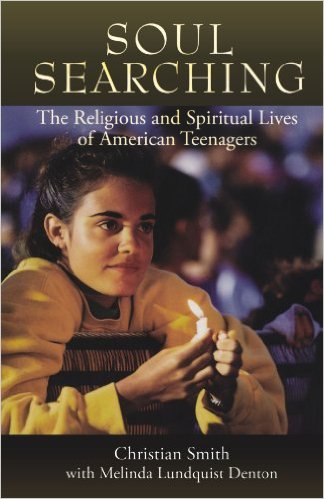 SOUL
SEARCHING
The Religious and Spiritual Lives
of American Teenagers
Christian Smith
with Melinda Lundquist Denton